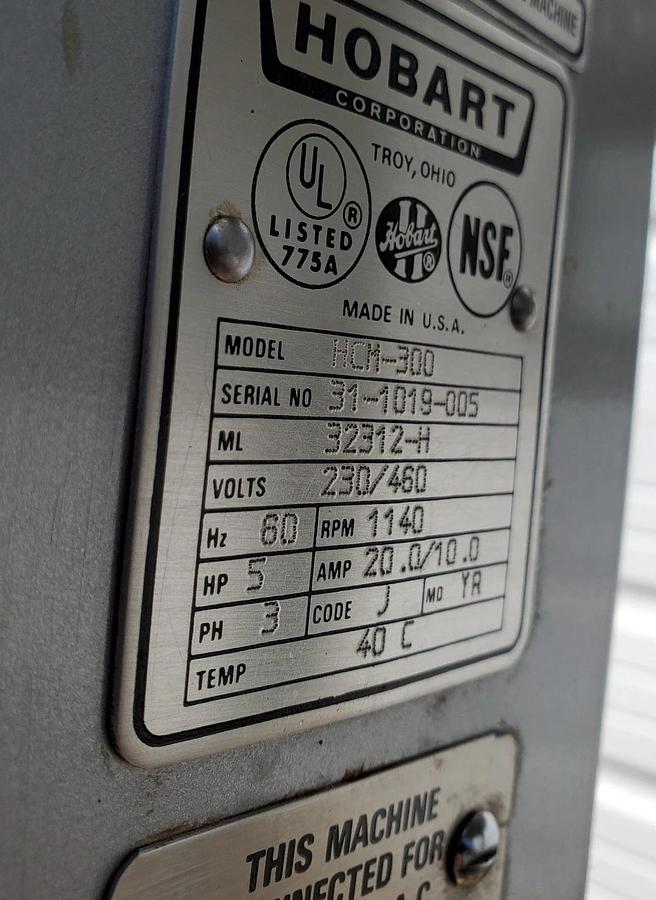 MACHINE
HOBART
CORPORATION
TROY, OHIO
UL ®
LISTED
775A
Hobart ®
NSF ®
MADE IN U.S.A.
MODEL HCM-300
SERIAL NO 31-1019-005
ML 32312-H
VOLTS 230/460
Hz 60 RPM 1140
HP 5 AMP 20.0/10.0
PH 3 CODE J MO YR
TEMP 40 C
THIS MACHINE
NNECTED FOR